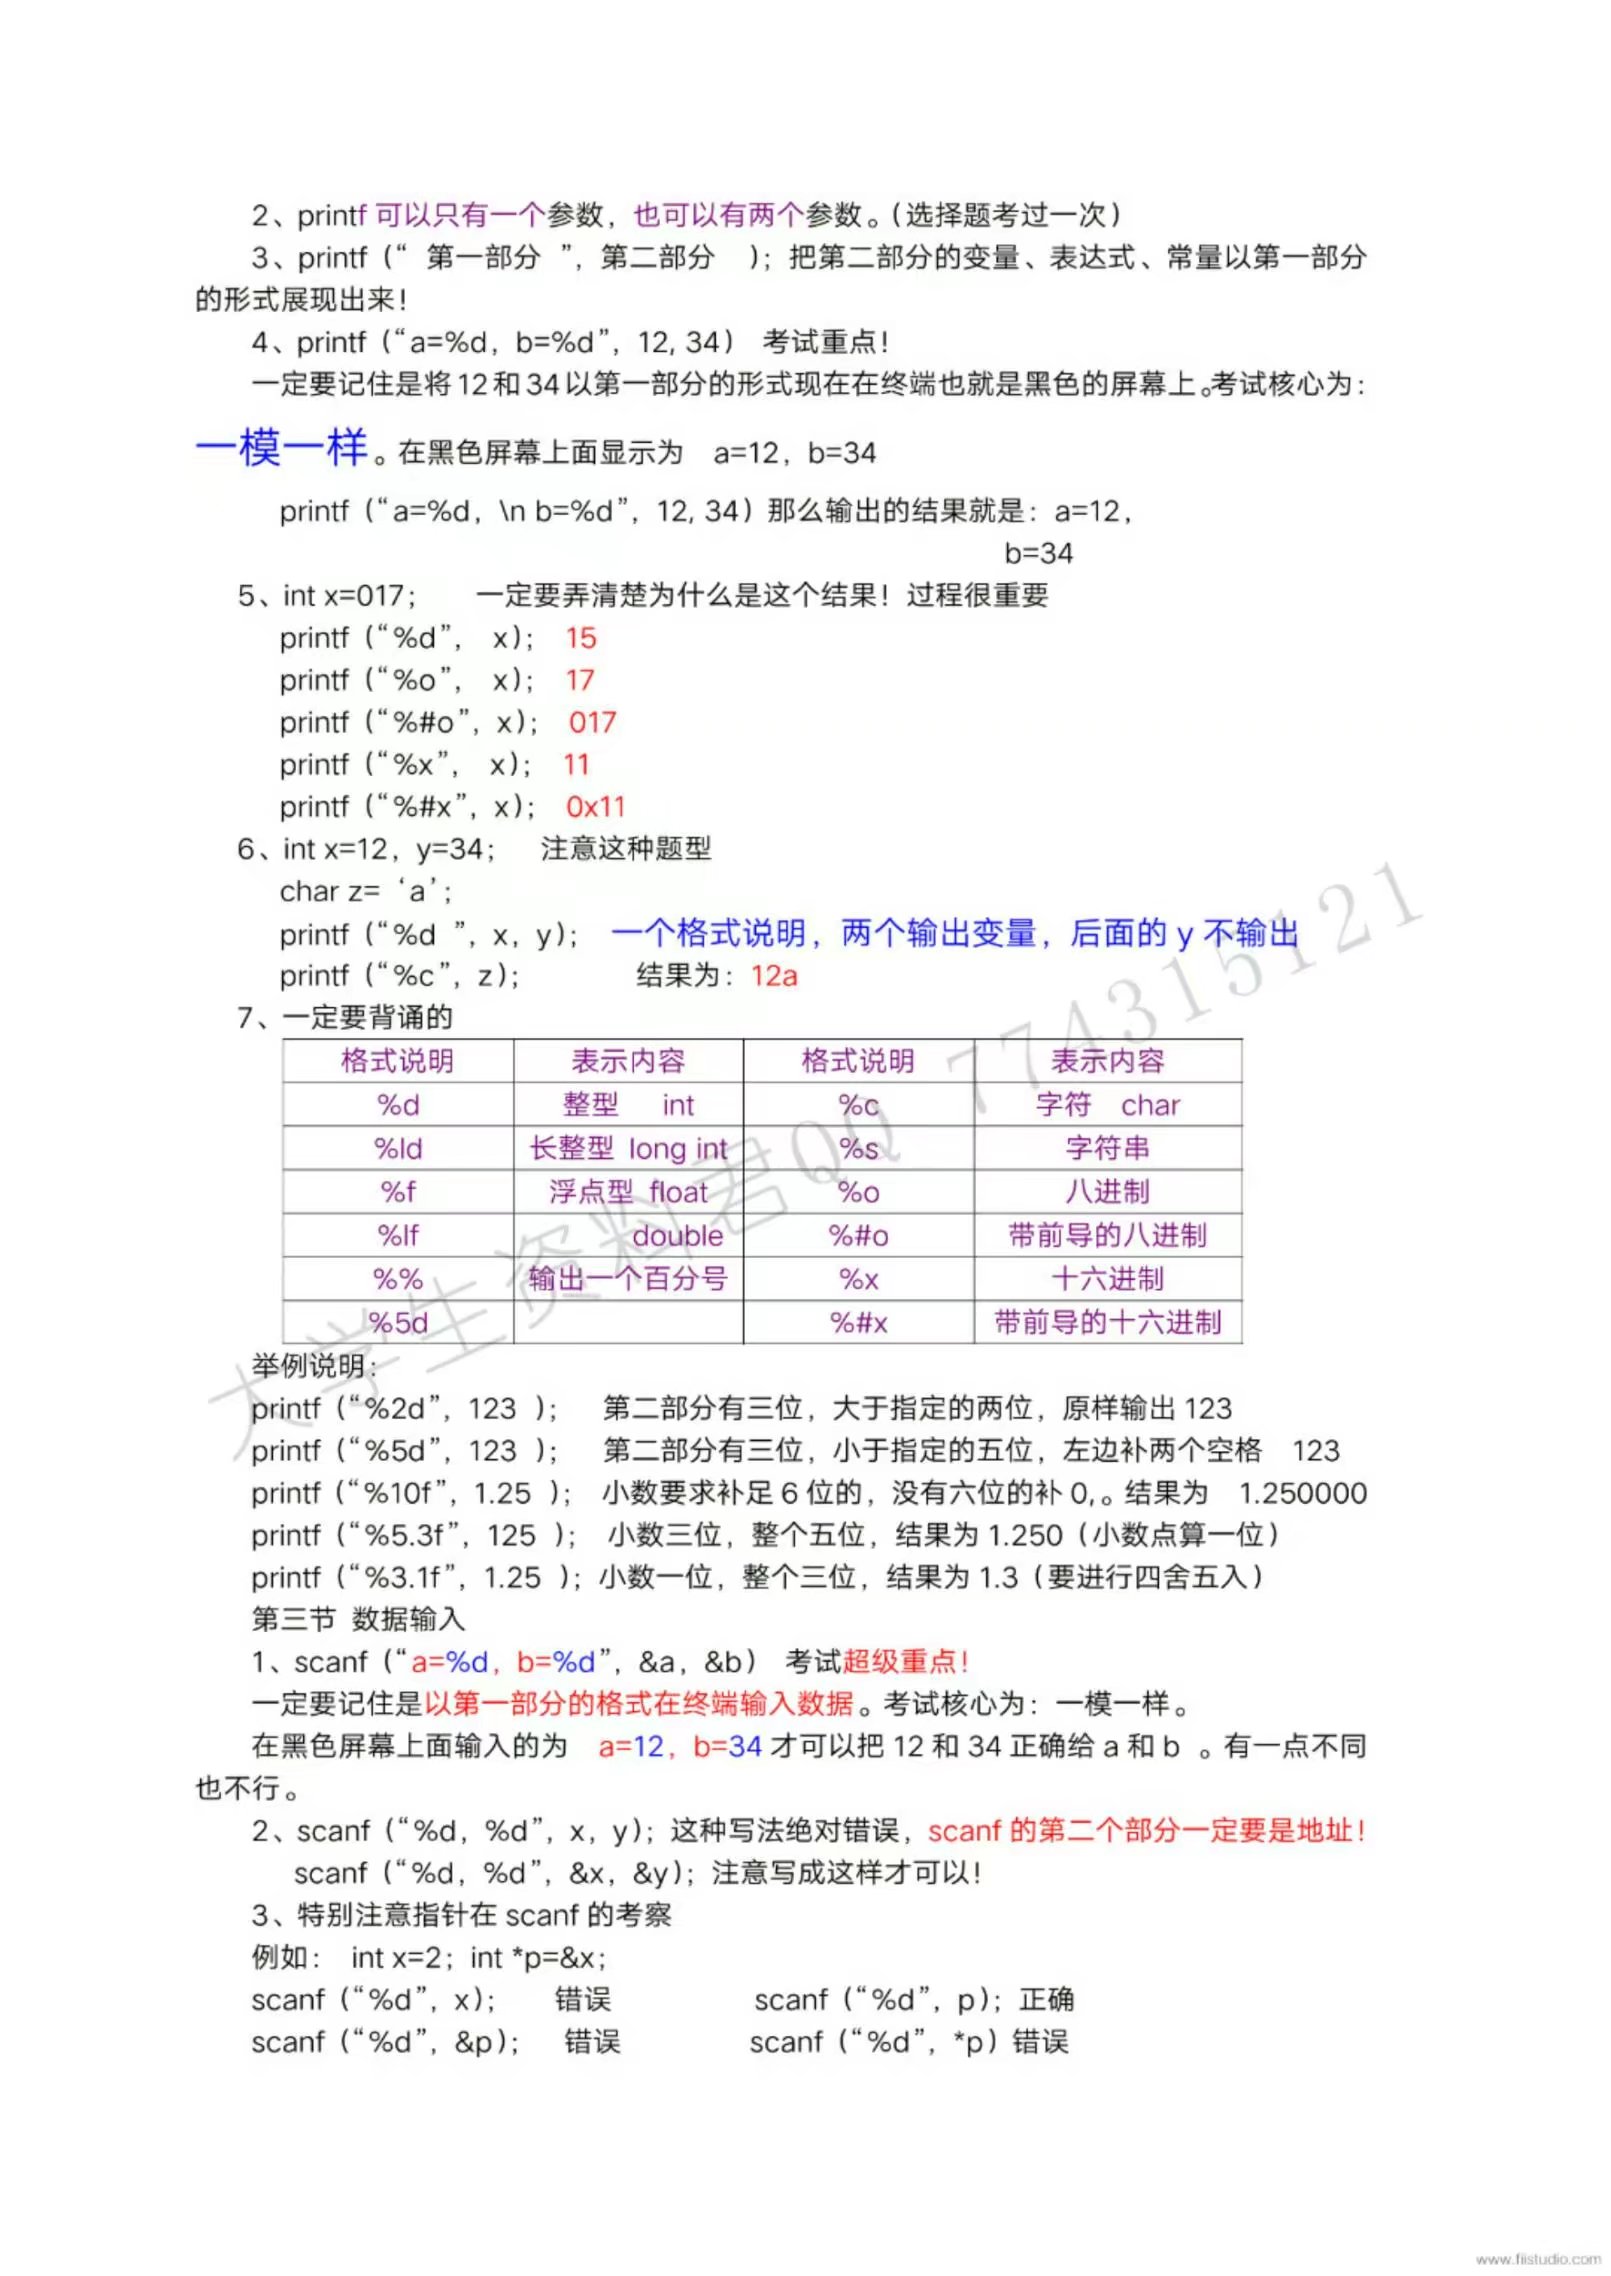 2、printf 可以只有一个参数，也可以有两个参数。（选择题考过一次）
3、printf（“ 第一部分 ”，第二部分 ）；把第二部分的变量、表达式、常量以第一部分
的形式展现出来！
4、printf（“a=%d，b=%d”，12, 34） 考试重点！
一定要记住是将12和34以第一部分的形式现在在终端也就是黑色的屏幕上。考试核心为：
一模一样。在黑色屏幕上面显示为 a=12，b=34
printf（“a=%d，\n b=%d”，12, 34）那么输出的结果就是：a=12，
b=34
5、int x=017； 一定要弄清楚为什么是这个结果！过程很重要
printf（“%d”， x）； 15
printf（“%o”， x）； 17
printf（“%#o”，x）； 017
printf（“%x”， x）； 11
printf（“%#x”，x）； 0x11
6、int x=12，y=34； 注意这种题型
char z=‘a’；
printf（“%d ”，x，y）； 一个格式说明，两个输出变量，后面的 y 不输出
printf（“%c”，z）； 结果为：12a
7、一定要背诵的
格式说明 表示内容 格式说明 表示内容
%d 整型 int %c 字符 char
%ld 长整型 long int %s 字符串
%f 浮点型 float %o 八进制
%lf double %#o 带前导的八进制
%% 输出一个百分号 %x 十六进制
%5d %#x 带前导的十六进制
大学生资料君QQ 774315121
举例说明：
printf（“%2d”，123 ）； 第二部分有三位，大于指定的两位，原样输出 123
printf（“%5d”，123 ）； 第二部分有三位，小于指定的五位，左边补两个空格 123
printf（“%10f”，1.25 ）； 小数要求补足 6 位的，没有六位的补 0,。结果为 1.250000
printf（“%5.3f”，125 ）； 小数三位，整个五位，结果为 1.250（小数点算一位）
printf（“%3.1f”，1.25 ）；小数一位，整个三位，结果为 1.3（要进行四舍五入）
第三节 数据输入
1、scanf（“a=%d，b=%d”，&a，&b） 考试超级重点！
一定要记住是以第一部分的格式在终端输入数据。考试核心为：一模一样。
在黑色屏幕上面输入的为 a=12，b=34 才可以把 12 和 34 正确给 a 和 b 。有一点不同
也不行。
2、scanf（“%d，%d”，x，y）；这种写法绝对错误，scanf 的第二个部分一定要是地址！
scanf（“%d，%d”，&x，&y）；注意写成这样才可以！
3、特别注意指针在 scanf 的考察
例如： int x=2；int *p=&x；
scanf（“%d”，x）； 错误 scanf（“%d”，p）；正确
scanf（“%d”，&p）； 错误 scanf（“%d”，*p）错误
www.fiistudio.com